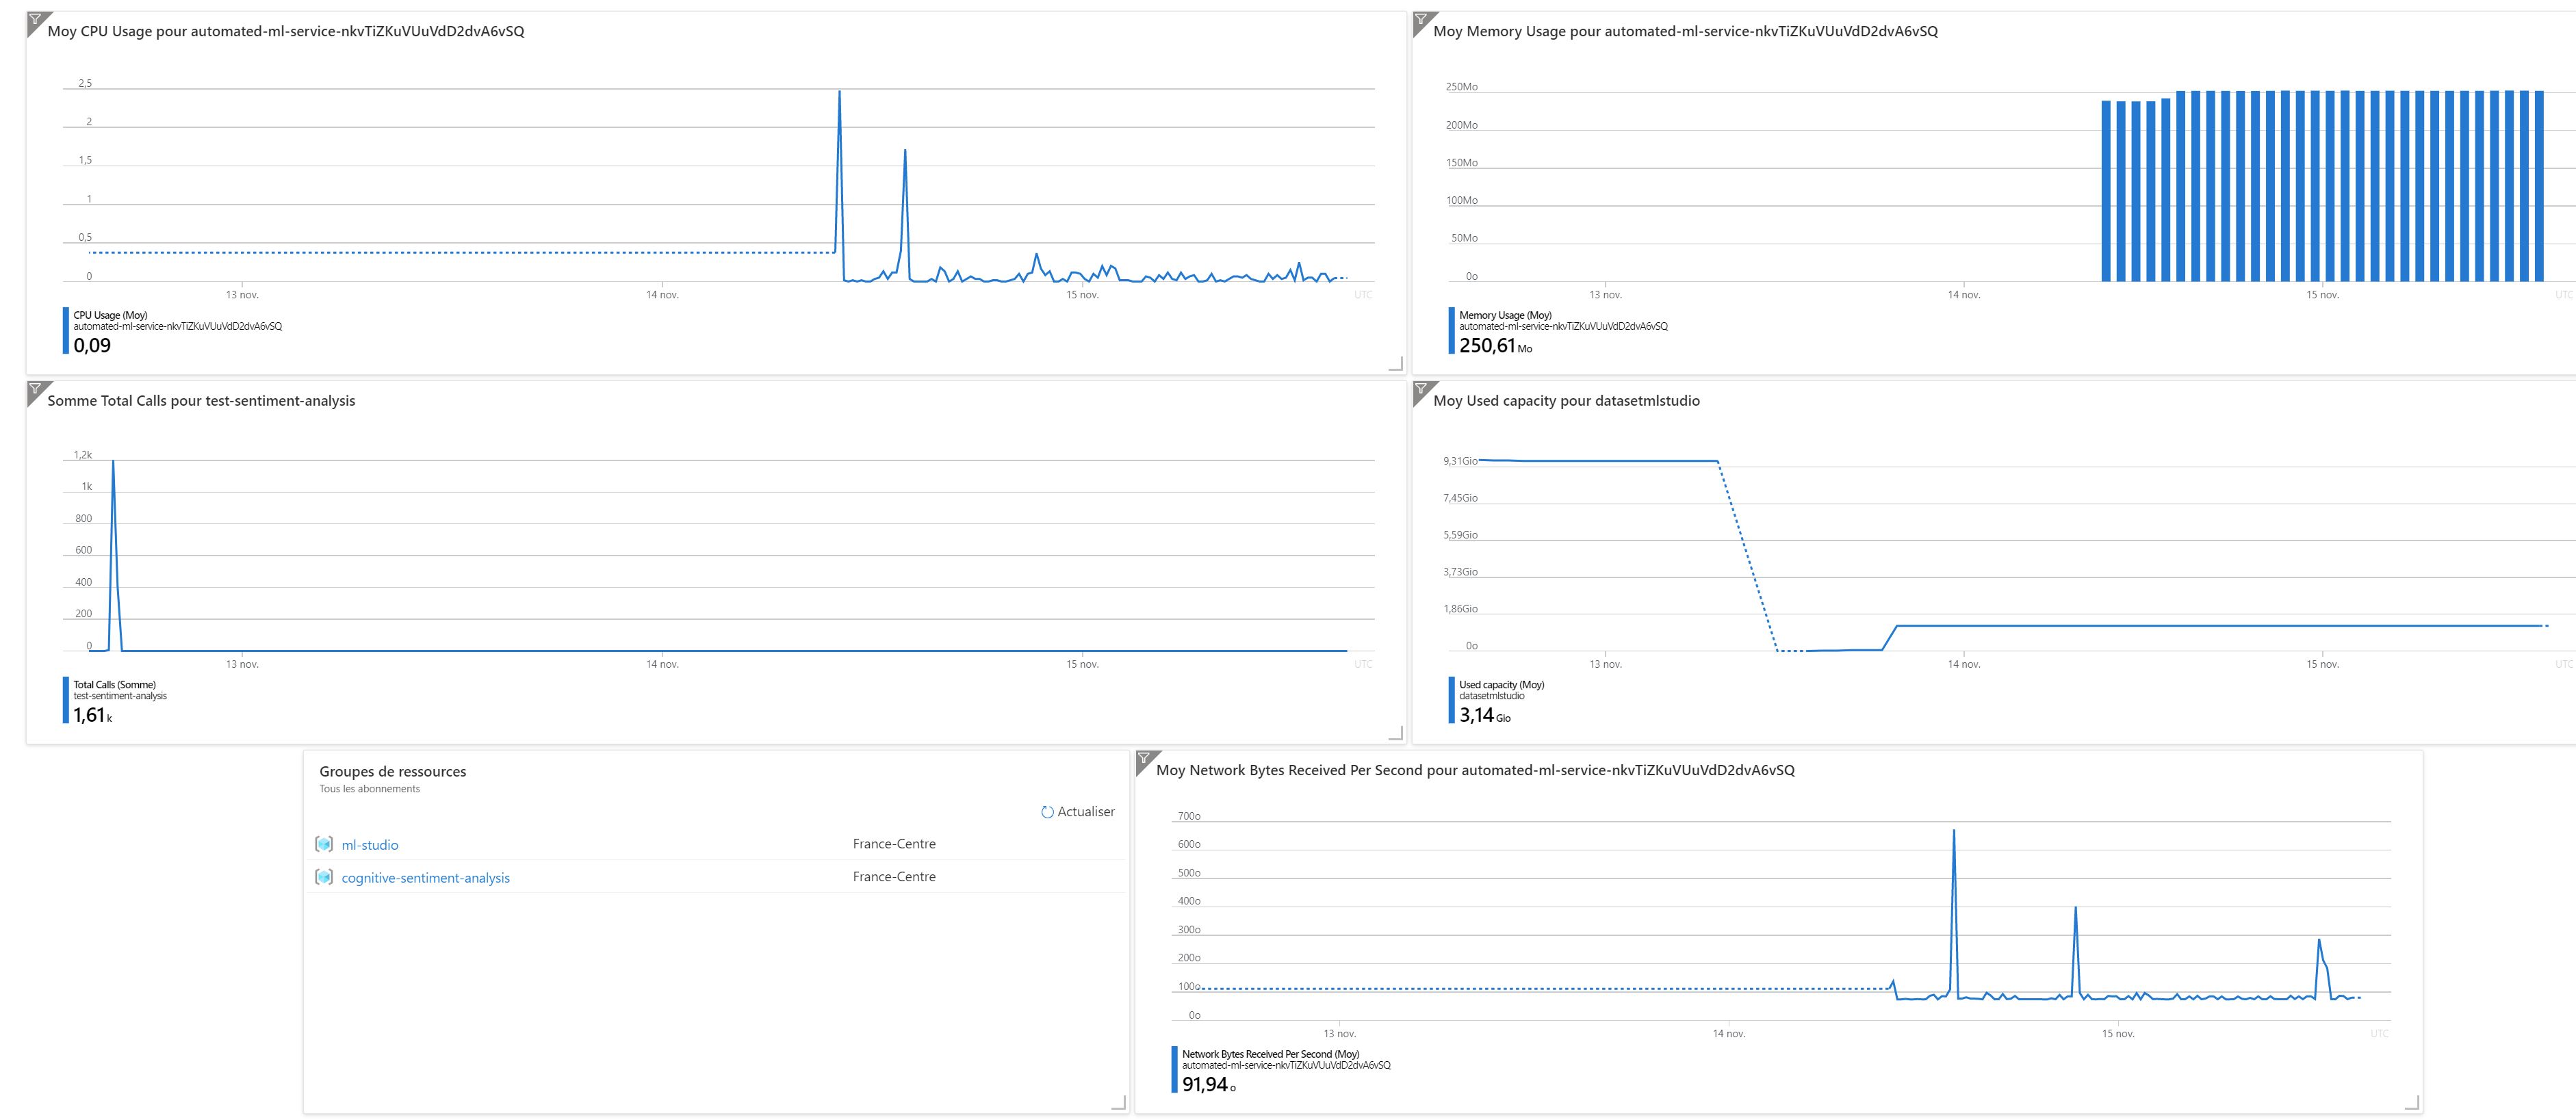 Moy CPU Usage pour automated-ml-service-nkvTiZKuVUuVdD2dvA6vSQ
2,5
2
1,5
1
0,5
0
13 nov.
14 nov.
15 nov.
UTC
CPU Usage (Moy)
automated-ml-service-nkvTiZKuVUuVdD2dvA6vSQ
0,09
Moy Memory Usage pour automated-ml-service-nkvTiZKuVUuVdD2dvA6vSQ
250Mo
200Mo
150Mo
100Mo
50Mo
0o
13 nov.
14 nov.
15 nov.
UTC
Memory Usage (Moy)
automated-ml-service-nkvTiZKuVUuVdD2dvA6vSQ
250,61 Mo
Somme Total Calls pour test-sentiment-analysis
1,2k
1k
800
600
400
200
0
13 nov.
14 nov.
15 nov.
UTC
Total Calls (Somme)
test-sentiment-analysis
1,61 k
Moy Used capacity pour datasetmlstudio
9,31Gio
7,45Gio
5,59Gio
3,73Gio
1,86Gio
0o
13 nov.
14 nov.
15 nov.
UTC
Used capacity (Moy)
datasetmlstudio
3,14 Gio
Groupes de ressources
Tous les abonnements
Actualiser
ml-studio France-Centre
cognitive-sentiment-analysis France-Centre
Moy Network Bytes Received Per Second pour automated-ml-service-nkvTiZKuVUuVdD2dvA6vSQ
700o
600o
500o
400o
300o
200o
100o
0o
13 nov.
14 nov.
15 nov.
UTC
Network Bytes Received Per Second (Moy)
automated-ml-service-nkvTiZKuVUuVdD2dvA6vSQ
91,94 o